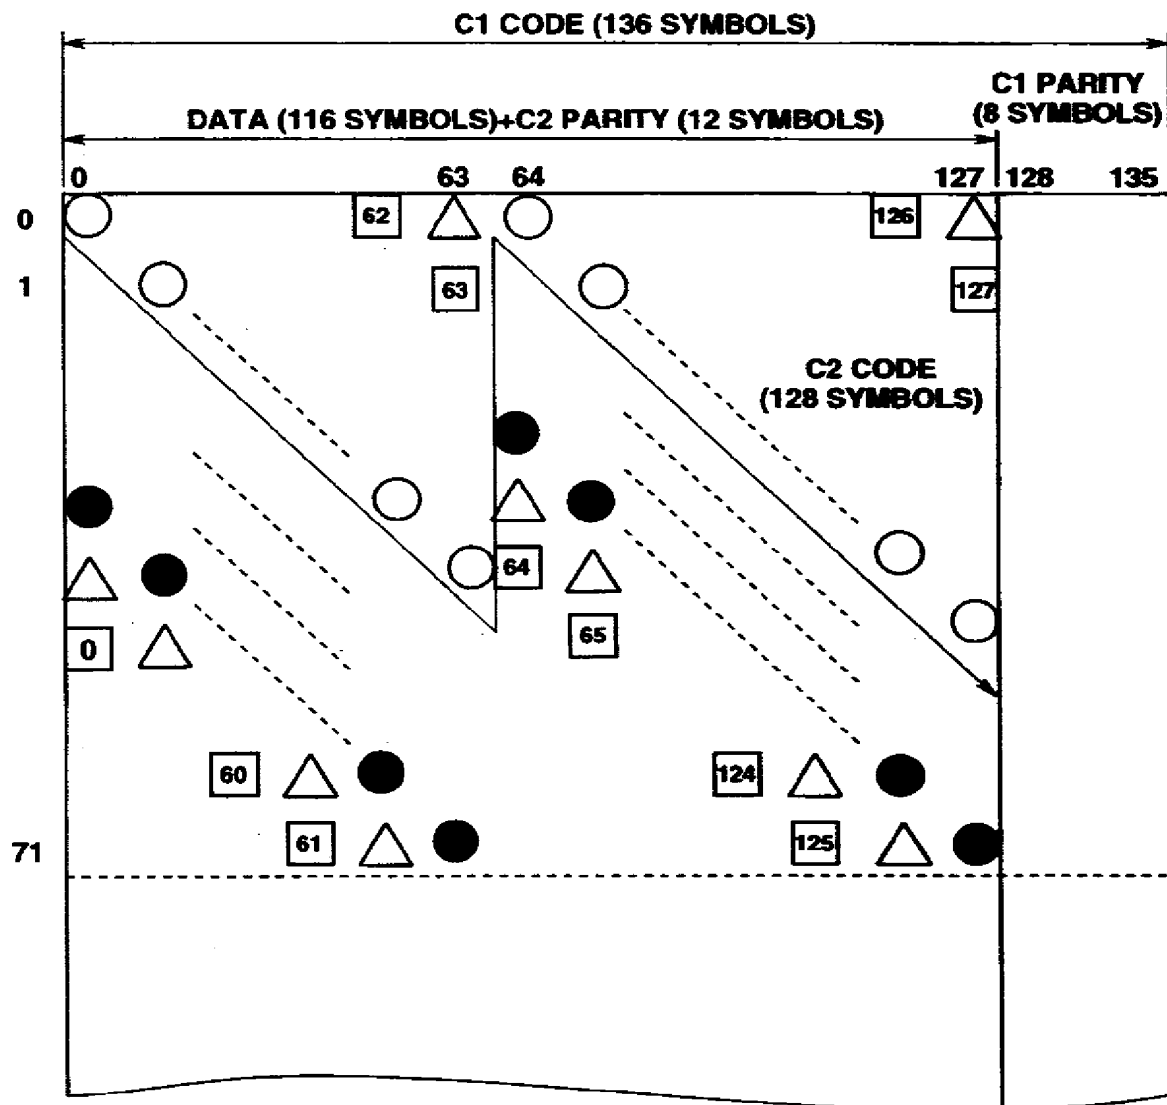 C1 CODE (136 SYMBOLS)
C1 PARITY
(8 SYMBOLS)
DATA (116 SYMBOLS)+C2 PARITY (12 SYMBOLS)
0 63 64 127 128 135
0 62 126
1 63 127
C2 CODE
(128 SYMBOLS)
64
0 65
60 124
71 61 125